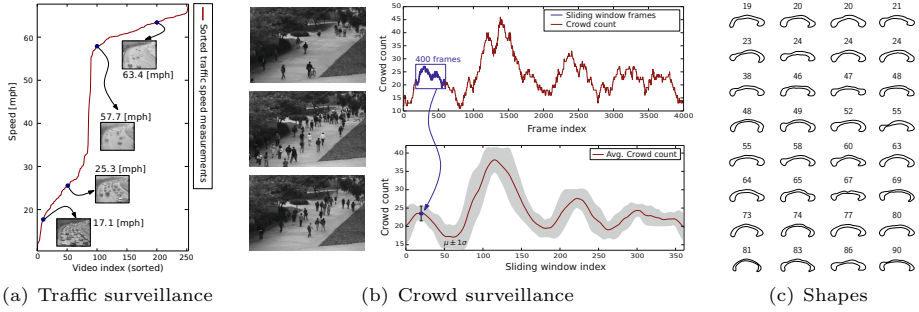 60
50
40
30
20
0
50
100
150
200
250
Speed (mph)
Video index (sorted)
63.4 [mph]
57.7 [mph]
25.3 [mph]
17.1 [mph]
Sorted traffic
speed measurements
(a) Traffic surveillance
Sliding window frames
Crowd count
400 frames
Crowd count
50
45
40
35
30
25
20
15
10
0
500
1000
1500
2000
2500
3000
3500
4000
Frame index
Avg. Crowd count
Crowd count
40
35
30
25
20
15
μ ± 1σ
0
50
100
150
200
250
300
350
Sliding window index
(b) Crowd surveillance
19 20 20 21
23 24 24 24
38 46 47 48
48 49 52 55
55 58 60 63
64 65 67 69
73 74 77 80
81 83 86 90
(c) Shapes